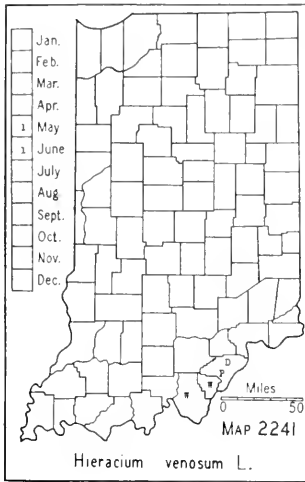 Jan.
Feb.
Mar.
Apr.
1 May
1 June
July
Aug
Sept.
Oct.
Nov.
Dec.
D
P
W
W
Miles
0 50
MAP 2241
Hieracium venosum L.